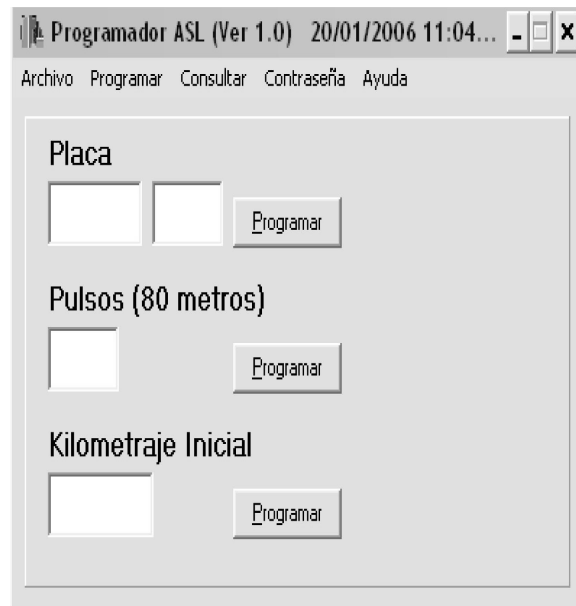 Programador ASL (Ver 1.0) 20/01/2006 11:04...
Archivo Programar Consultar Contraseña Ayuda
Placa
Programar
Pulsos (80 metros)
Programar
Kilometraje Inicial
Programar